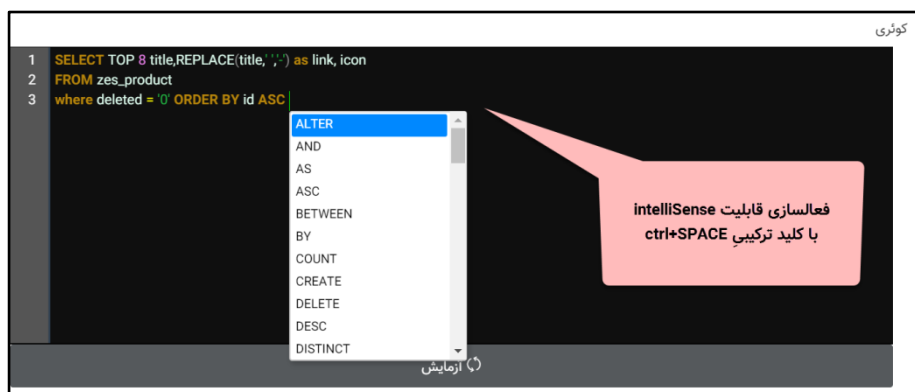 کوئری
1 SELECT TOP 8 title,REPLACE(title,' ','-') as link, icon
2 FROM zes_product
3 where deleted = '0' ORDER BY id ASC
ALTER
AND
AS
ASC
BETWEEN
BY
COUNT
CREATE
DELETE
DESC
DISTINCT
فعالسازی قابلیت intelliSense
با کلید ترکیبیِ ctrl+SPACE
آزمایش